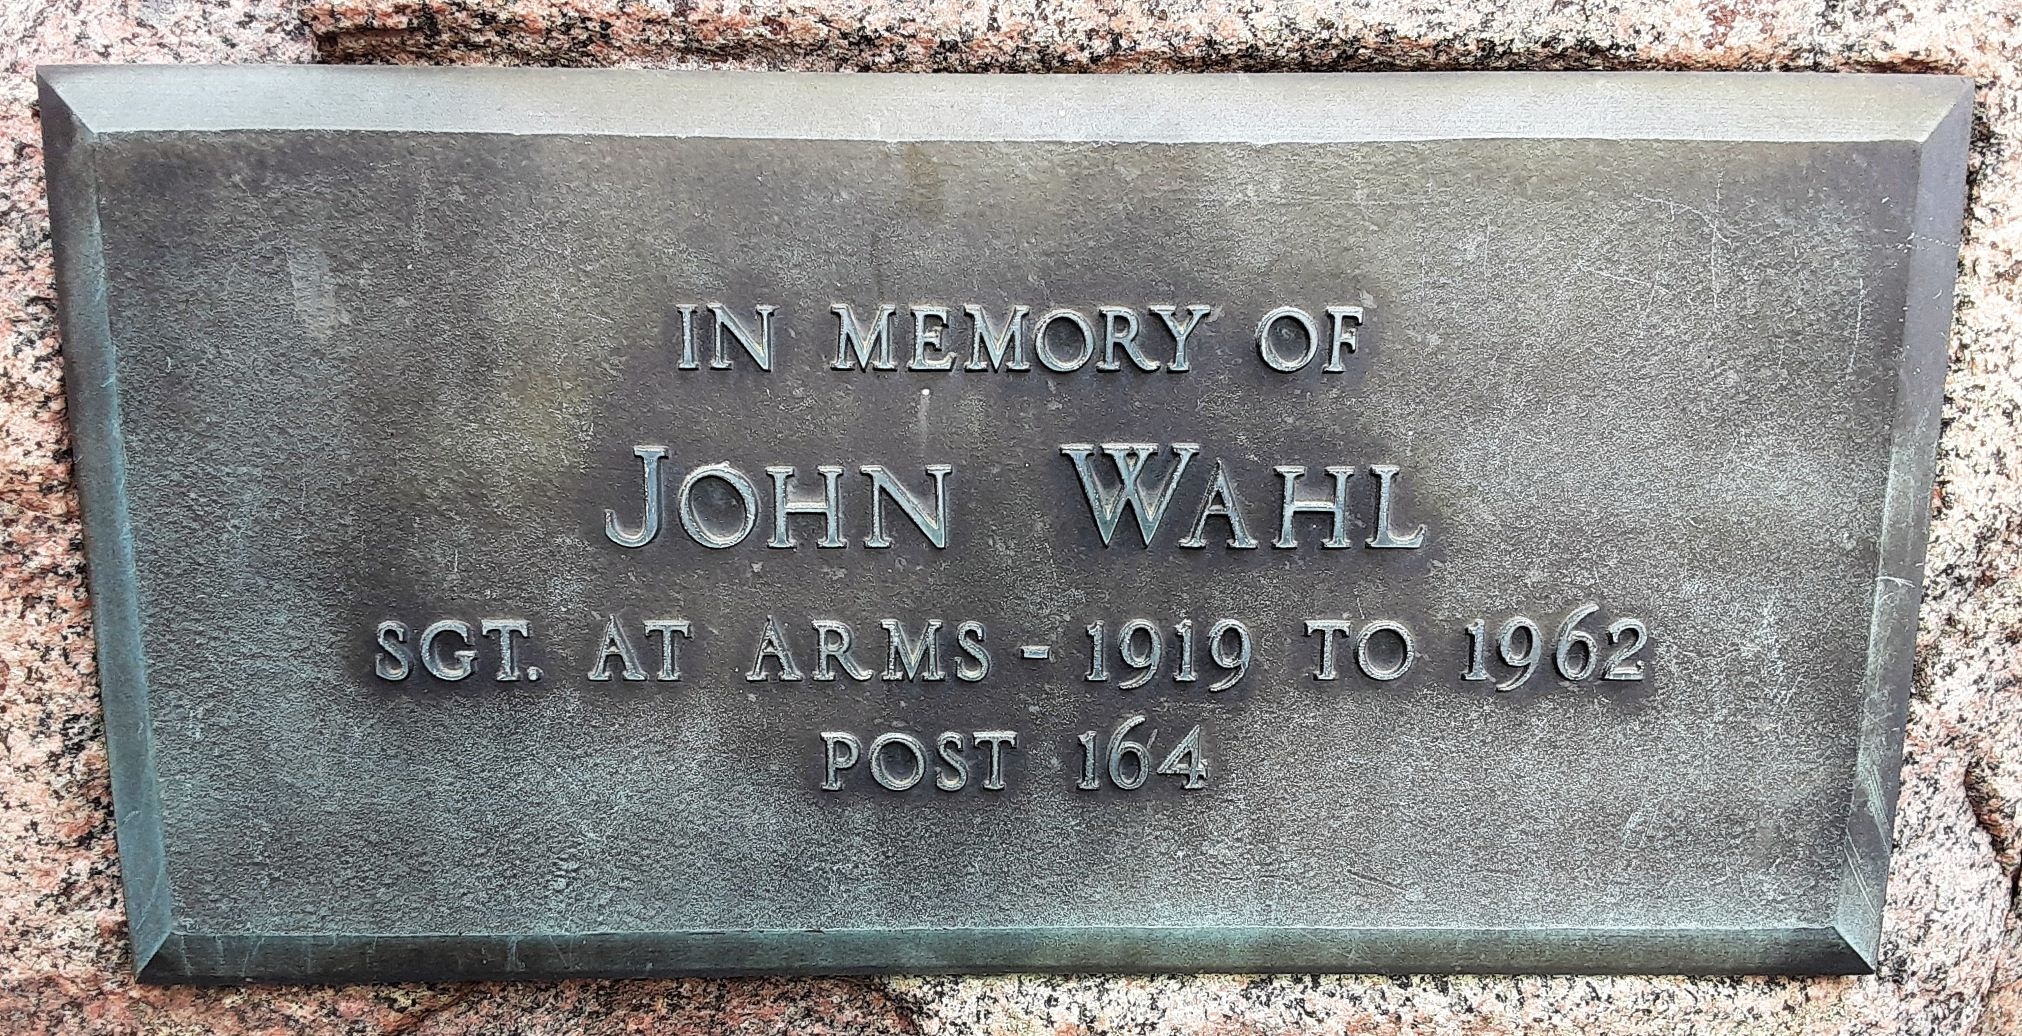 IN MEMORY OF
JOHN WAHL
SGT. AT ARMS - 1919 TO 1962
POST 164